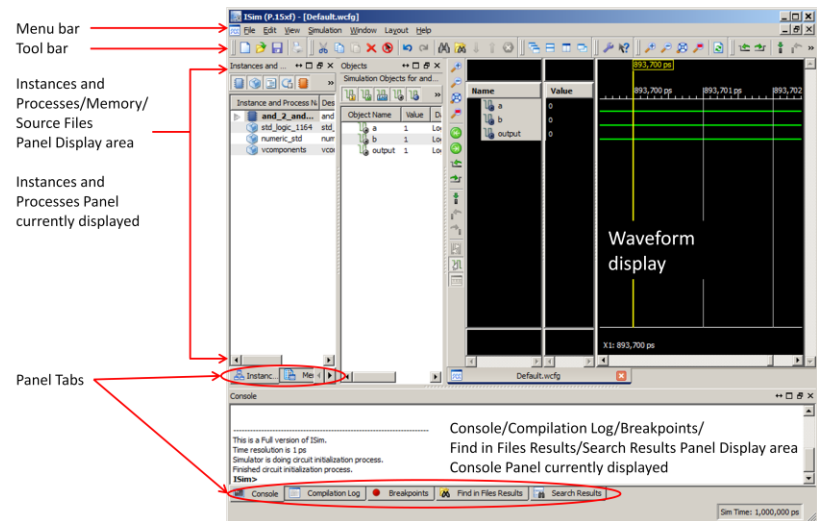 ISim (P.15xf) - [Default.wcfg]
Menu bar
File Edit View Simulation Window Layout Help
Tool bar
Instances and ...
Objects
Simulation Objects for and...
Instances and
Processes/Memory/
Source Files
Panel Display area
Instances and
Processes Panel
currently displayed
Instance and Process N
Des
and_2_and... and
std_logic_1164 std_
numeric_std num
vcomponents vcor
Object Name Value
a 1
b 1
output 1
Name Value
a 0
b 0
output 0
893,700 ps
893,700 ps 893,701 ps 893,702
Waveform
display
X1: 893,700 ps
Panel Tabs
Instanc...
Default.wcfg
Console
This is a Full version of ISim.
Time resolution is 1 ps
Simulator is doing circuit initialization process.
Finished circuit initialization process.
ISim>
Console/Compilation Log/Breakpoints/
Find in Files Results/Search Results Panel Display area
Console Panel currently displayed
Console Compilation Log Breakpoints Find in Files Results Search Results
Sim Time: 1,000,000 ps